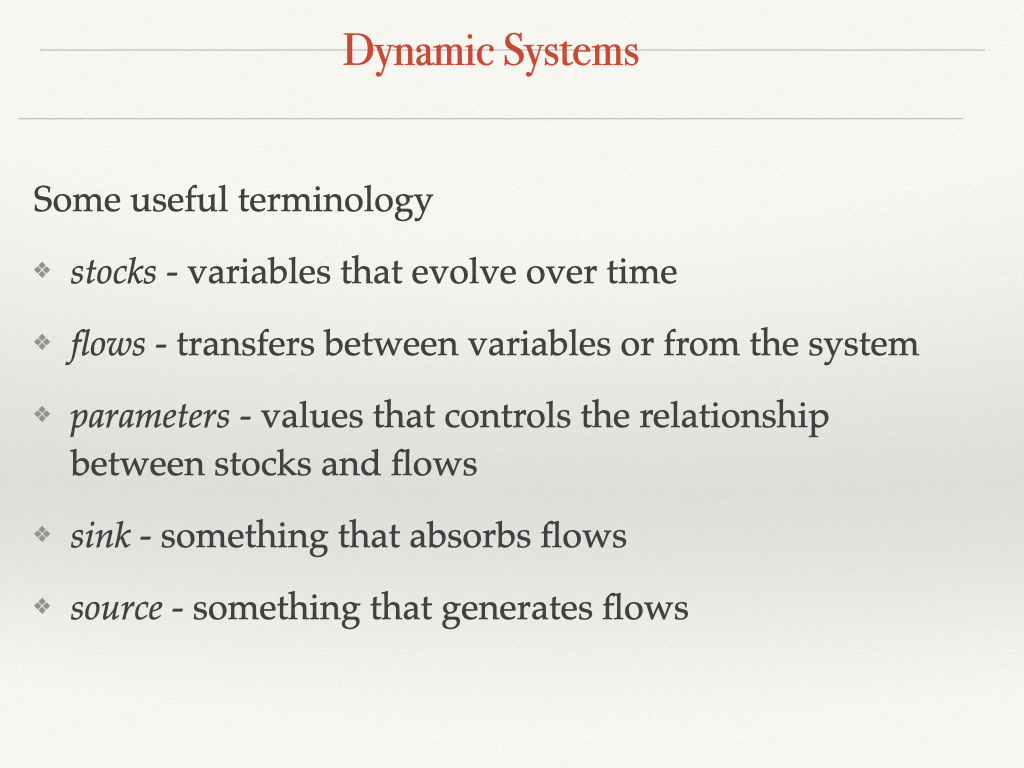 Dynamic Systems
Some useful terminology
❖ stocks - variables that evolve over time
❖ flows - transfers between variables or from the system
❖ parameters - values that controls the relationship
between stocks and flows
❖ sink - something that absorbs flows
❖ source - something that generates flows